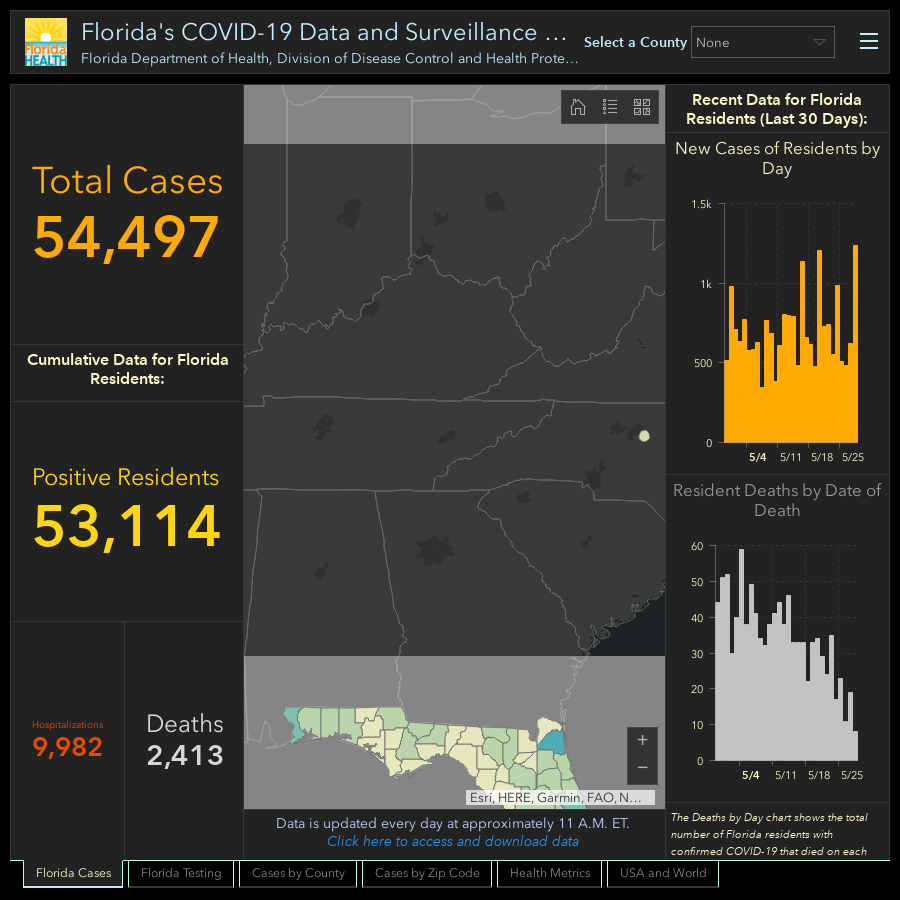 Florida's COVID-19 Data and Surveillance ...
Florida Department of Health, Division of Disease Control and Health Prote...
Florida
HEALTH
Select a County
None
Total Cases
54,497
Cumulative Data for Florida
Residents:
Positive Residents
53,114
Hospitalizations
9,982
Deaths
2,413
+
−
Esri, HERE, Garmin, FAO, N...
Data is updated every day at approximately 11 A.M. ET.
Click here to access and download data
Recent Data for Florida
Residents (Last 30 Days):
New Cases of Residents by
Day
1.5k
1k
500
0
5/4 5/11 5/18 5/25
Resident Deaths by Date of
Death
60
50
40
30
20
10
0
5/4 5/11 5/18 5/25
The Deaths by Day chart shows the total
number of Florida residents with
confirmed COVID-19 that died on each
Florida Cases
Florida Testing
Cases by County
Cases by Zip Code
Health Metrics
USA and World